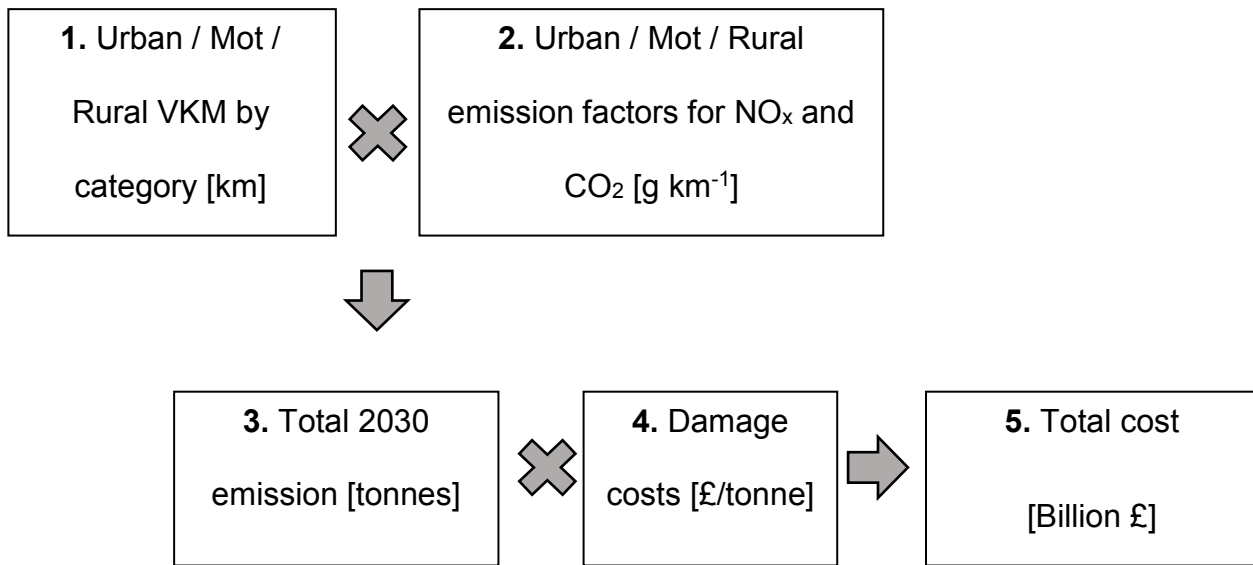 1. Urban / Mot /
Rural VKM by
category [km]
2. Urban / Mot / Rural
emission factors for NOₓ and
CO₂ [g km⁻¹]
3. Total 2030
emission [tonnes]
4. Damage
costs [£/tonne]
5. Total cost
[Billion £]